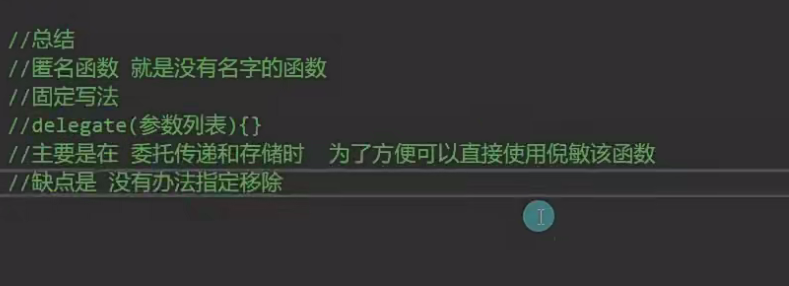 //总结
//匿名函数 就是没有名字的函数
//固定写法
//delegate(参数列表){}
//主要是在 委托传递和存储时  为了方便可以直接使用倪敏该函数
//缺点是 没有办法指定移除